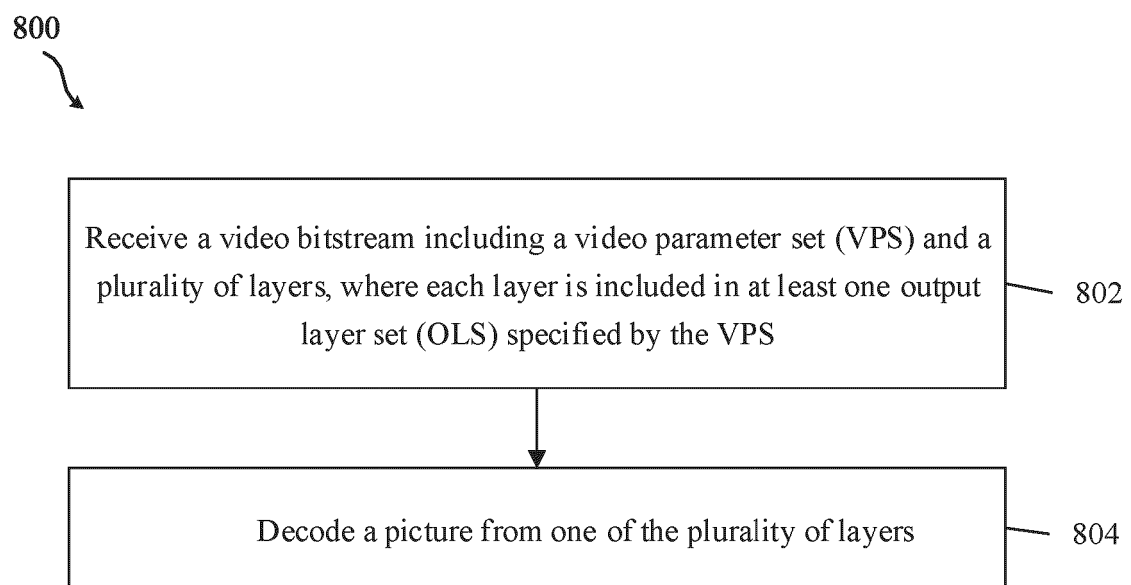 800
Receive a video bitstream including a video parameter set (VPS) and a
plurality of layers, where each layer is included in at least one output
layer set (OLS) specified by the VPS
802
Decode a picture from one of the plurality of layers
804